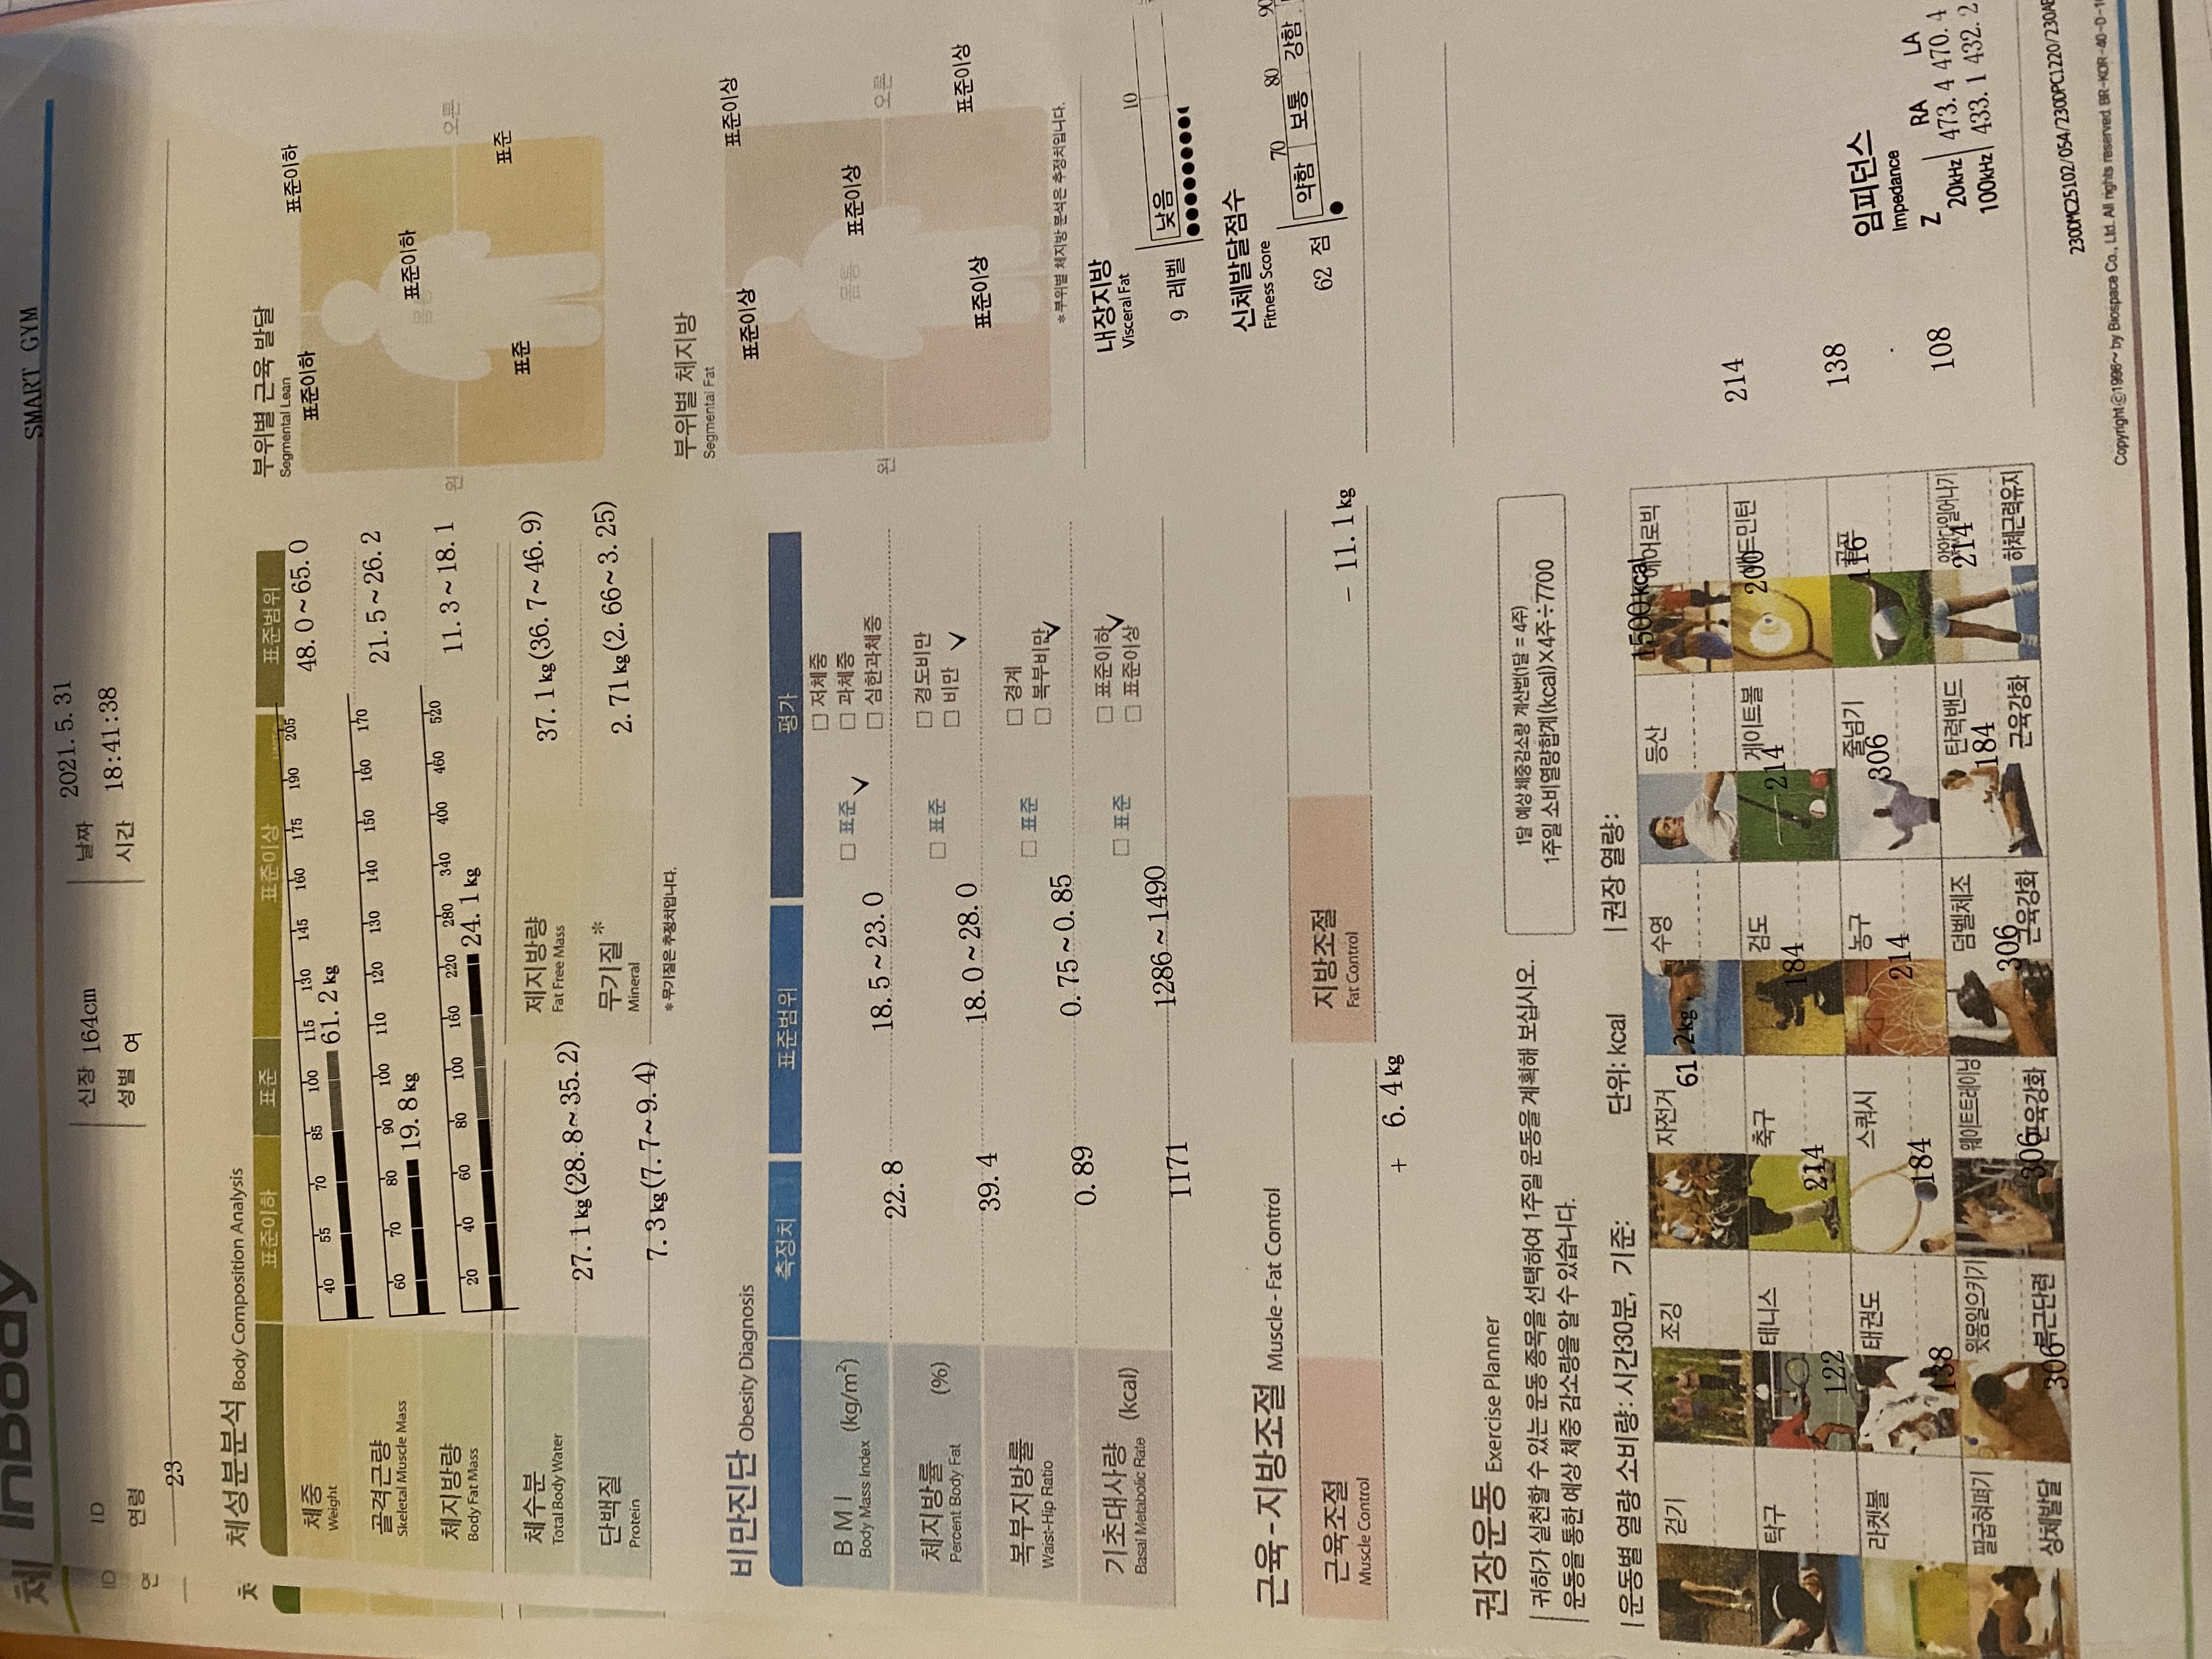 InBody
SMART GYM
ID
신장 164cm
날짜 2021. 5. 31
연령
성별 여
시간 18:41:38
23
체성분분석 Body Composition Analysis
표준이하 표준 표준이상 표준범위
체중 Weight
40 55 70 85 100 115 130 145 160 175 190 205
61. 2 kg
48. 0~65. 0
골격근량 Skeletal Muscle Mass
60 70 80 90 100 110 120 130 140 150 160 170
19. 8 kg
21. 5~26. 2
체지방량 Body Fat Mass
20 40 60 80 100 160 220 280 340 400 460 520
24. 1 kg
11. 3~18. 1
체수분 Total Body Water
27. 1 kg (28. 8~35. 2)
제지방량 Fat Free Mass
37. 1 kg (36. 7~46. 9)
단백질 Protein
7. 3 kg (7. 7~9. 4)
무기질* Mineral
2. 71 kg (2. 66~3. 25)
*무기질은 추정치입니다.
부위별 근육 발달
Segmental Lean
표준이하 표준이하
몸통 표준이하
왼 오른
표준 표준
부위별 체지방
Segmental Fat
표준이상 표준이상
몸통 표준이상
왼 오른
표준이상 표준이상
*부위별 체지방 분석은 추정치입니다.
비만진단 Obesity Diagnosis
측정치 표준범위 평가
B M I (kg/m²)
Body Mass Index
22. 8
18. 5~23. 0
□ 표준 ✓
□ 저체중
□ 과체중
□ 심한과체중
체지방률 (%)
Percent Body Fat
39. 4
18. 0~28. 0
□ 표준
□ 경도비만
□ 비만 ✓
복부지방률
Waist-Hip Ratio
0. 89
0. 75~0. 85
□ 표준
□ 경계
□ 복부비만 ✓
기초대사량 (kcal)
Basal Metabolic Rate
1171
1286~1490
□ 표준
□ 표준이하 ✓
□ 표준이상
내장지방
Visceral Fat
10
9 레벨 낮음
신체발달점수
Fitness Score
70 80 90
62 점 약함 보통 강함
근육-지방조절 Muscle-Fat Control
근육조절 Muscle Control
+ 6. 4 kg
지방조절 Fat Control
- 11. 1 kg
권장운동 Exercise Planner
귀하가 실천할 수 있는 운동 종목을 선택하여 1주일 운동을 계획해 보십시오.
운동을 통한 예상 체중 감소량을 알 수 있습니다.
1달 예상 체중감소량 계산법(1달 = 4주)
1주일 소비열량합계(kcal)×4주÷7700
운동별 열량 소비량: 시간30분, 기준: 단위: kcal
권장 열량:
1500 kcal
걷기 조깅 자전거 수영 등산 에어로빅
61. 2kg
탁구 테니스 축구 검도 게이트볼 배드민턴
122 214 184 214 200 214
라켓볼 태권도 스쿼시 농구 줄넘기 골프
138 184 214 306 116 138
팔굽혀펴기 윗몸일으키기 웨이트트레이닝 덤벨체조 탄력밴드 앉았다일어나기
306 306 306 184 214 108
상체발달 복근단련 근육강화 근육강화 근육강화 하체근력유지
임피던스
Impedance
Z RA LA
20kHz 473. 4 470. 4
100kHz 433. 1 432. 2
230DMC25102/054/230DPC1220/230AB
Copyright©1996~ by Biospace Co., Ltd. All rights reserved. BR-KOR-40-D-1